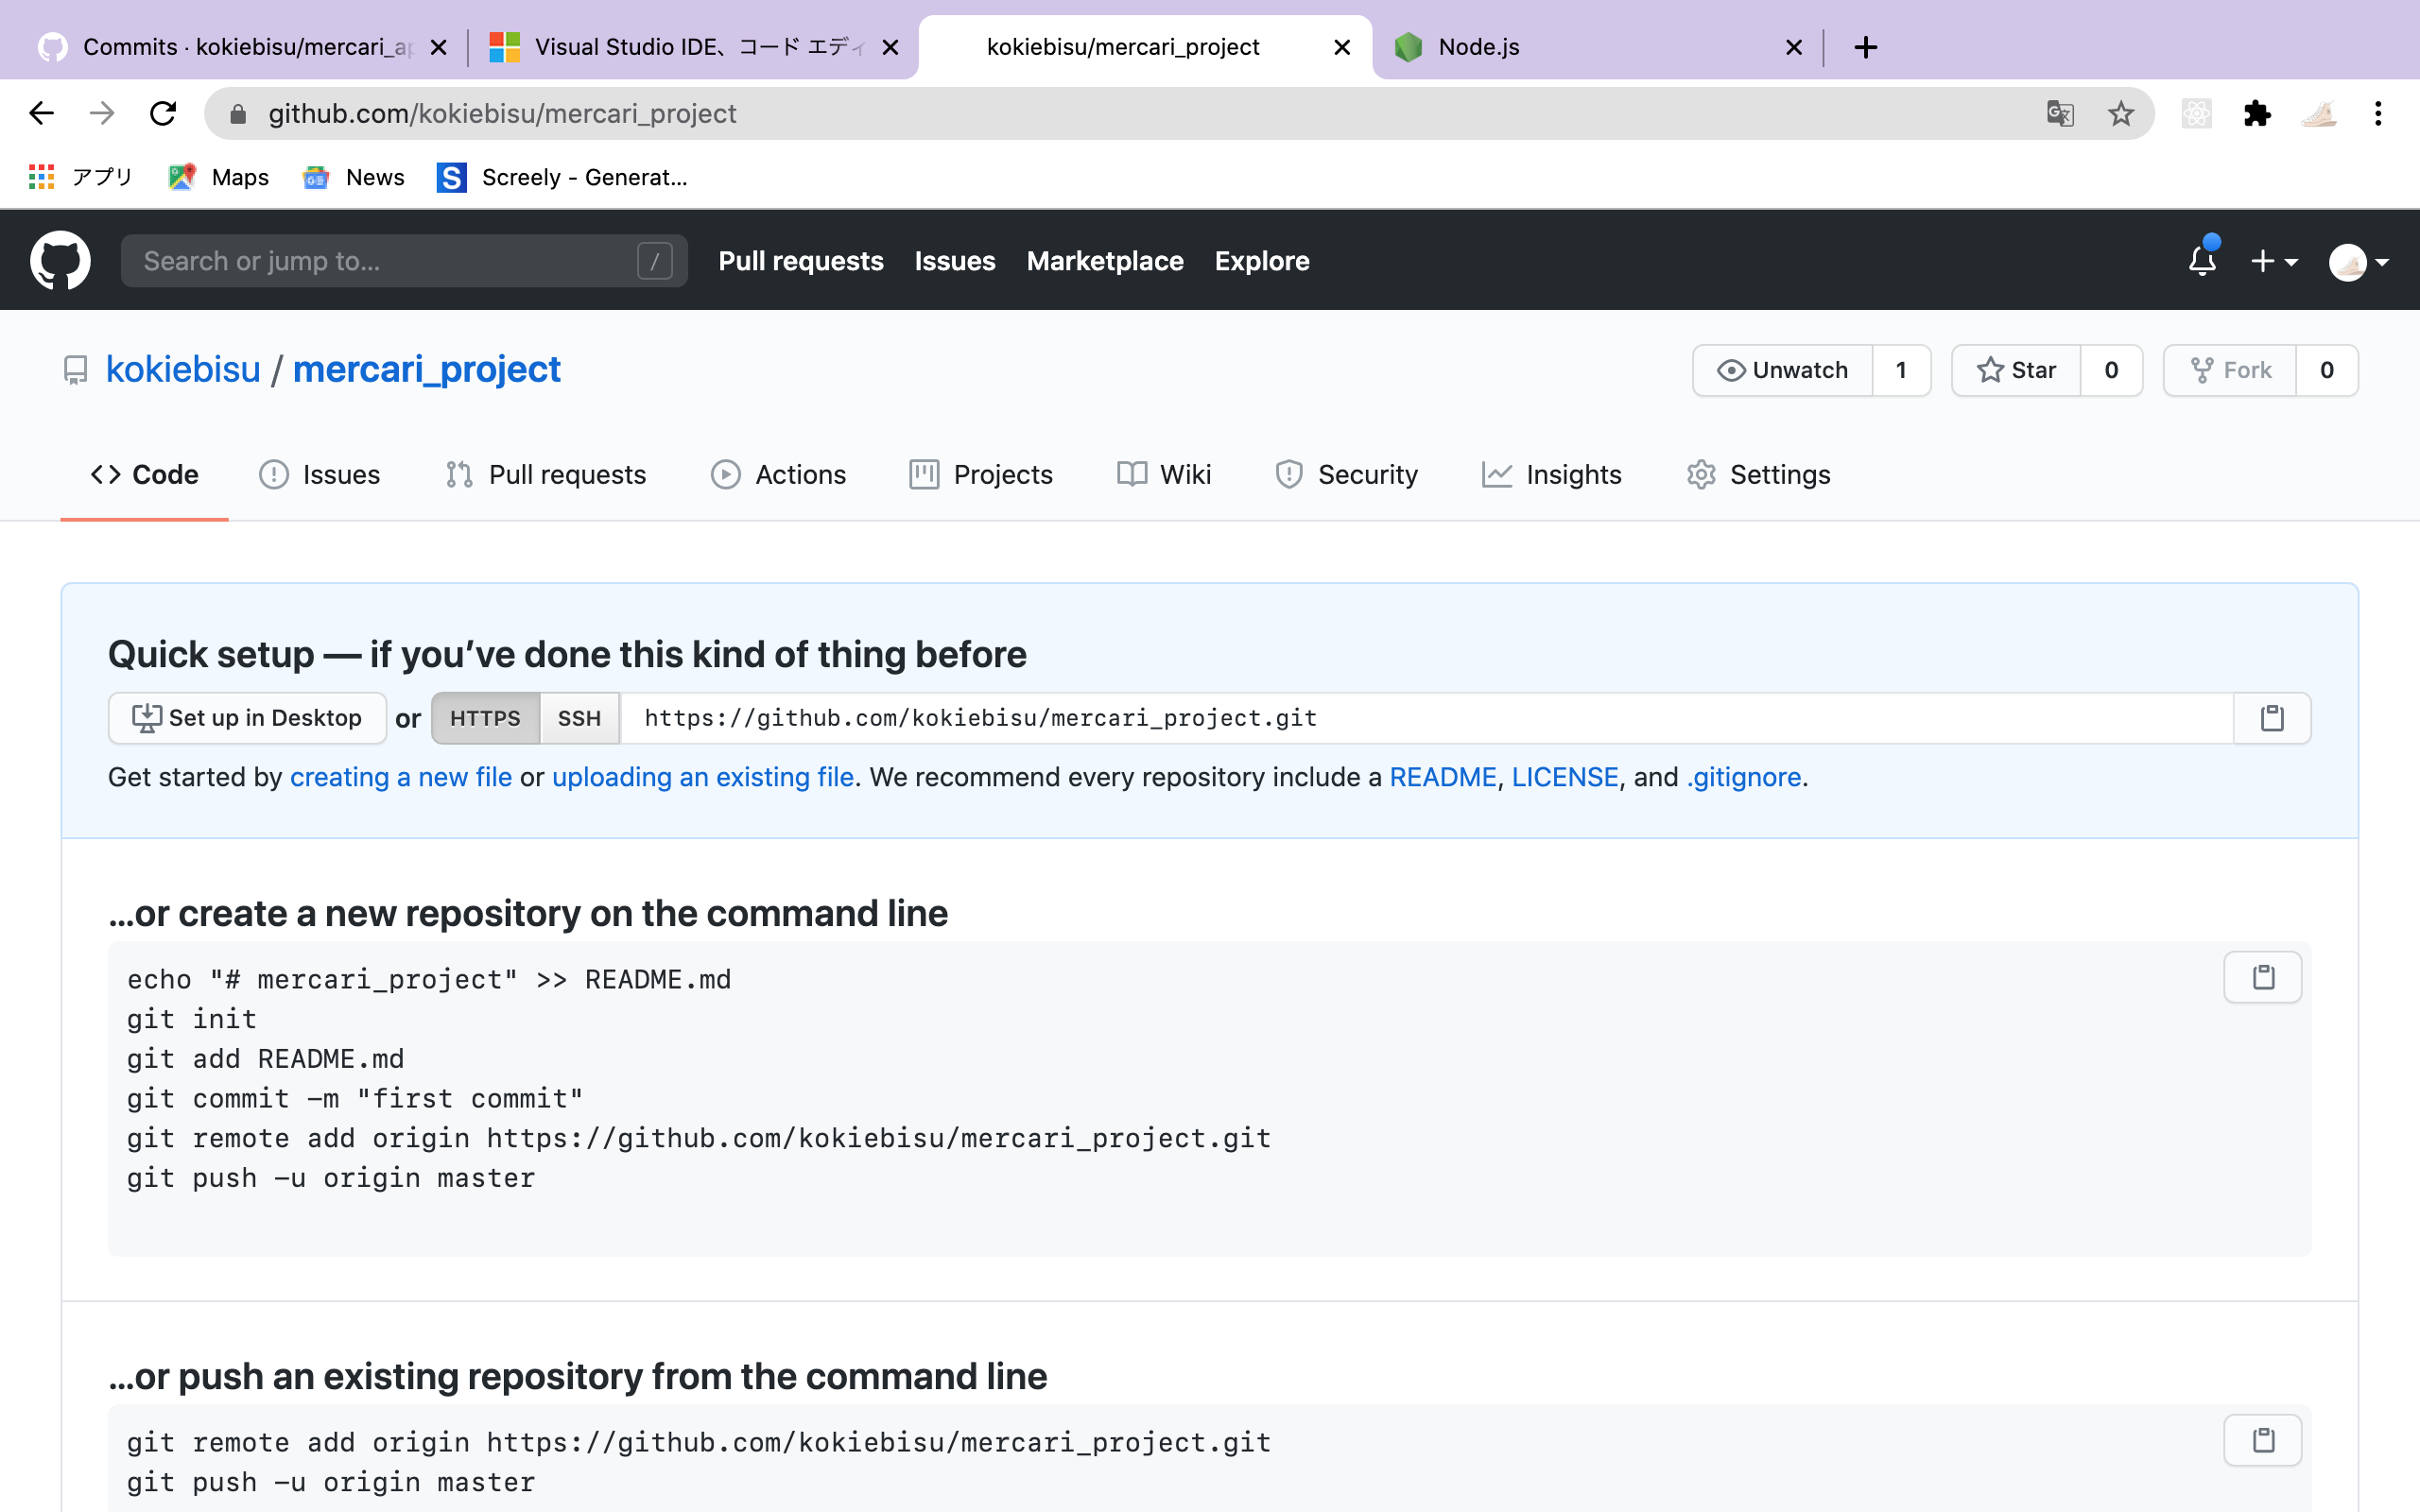 Commits · kokiebisu/mercari_ap
Visual Studio IDE、コード エディ
kokiebisu/mercari_project
Node.js
github.com/kokiebisu/mercari_project
アプリ
Maps
News
Screely - Generat...
Search or jump to...
/
Pull requests
Issues
Marketplace
Explore
kokiebisu / mercari_project
Unwatch 1
Star 0
Fork 0
Code
Issues
Pull requests
Actions
Projects
Wiki
Security
Insights
Settings
Quick setup — if you’ve done this kind of thing before
Set up in Desktop or HTTPS SSH https://github.com/kokiebisu/mercari_project.git
Get started by creating a new file or uploading an existing file. We recommend every repository include a README, LICENSE, and .gitignore.
…or create a new repository on the command line
echo "# mercari_project" >> README.md
git init
git add README.md
git commit -m "first commit"
git remote add origin https://github.com/kokiebisu/mercari_project.git
git push -u origin master
…or push an existing repository from the command line
git remote add origin https://github.com/kokiebisu/mercari_project.git
git push -u origin master